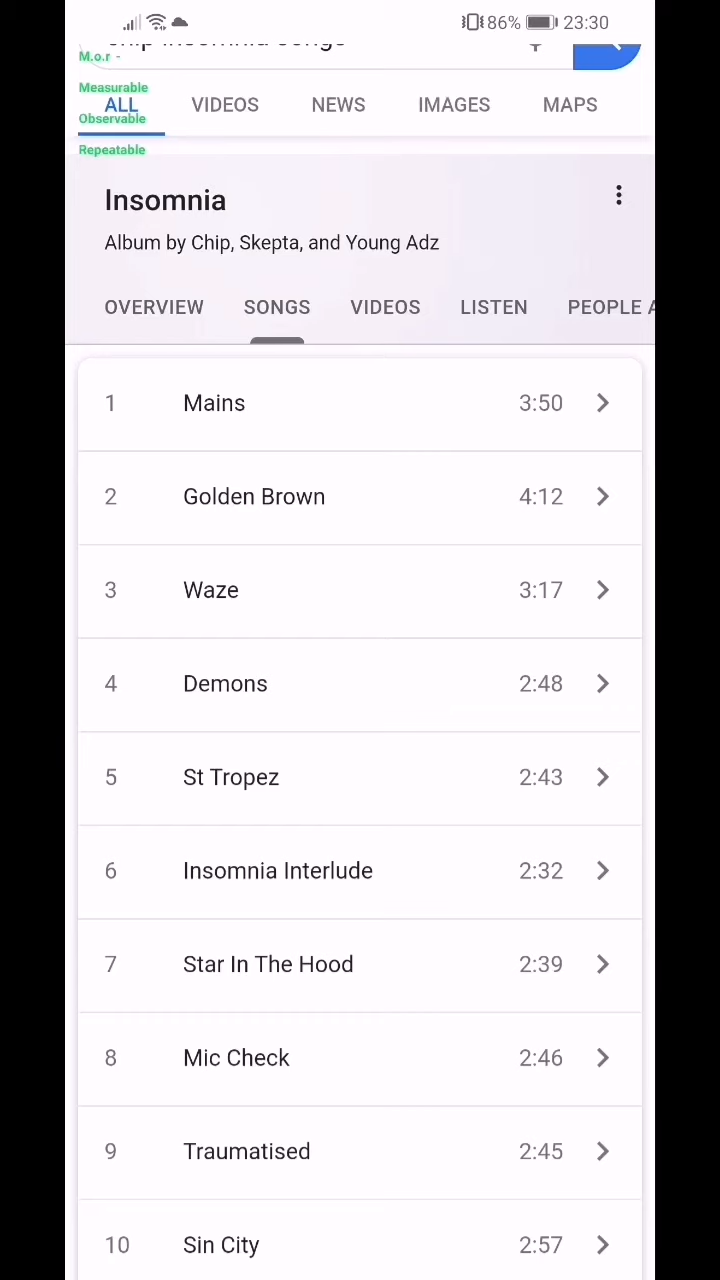 86% 23:30
M.o.r -
Measurable
Observable
Repeatable
ALL VIDEOS NEWS IMAGES MAPS
Insomnia
Album by Chip, Skepta, and Young Adz
OVERVIEW SONGS VIDEOS LISTEN PEOPLE A
1 Mains 3:50
2 Golden Brown 4:12
3 Waze 3:17
4 Demons 2:48
5 St Tropez 2:43
6 Insomnia Interlude 2:32
7 Star In The Hood 2:39
8 Mic Check 2:46
9 Traumatised 2:45
10 Sin City 2:57